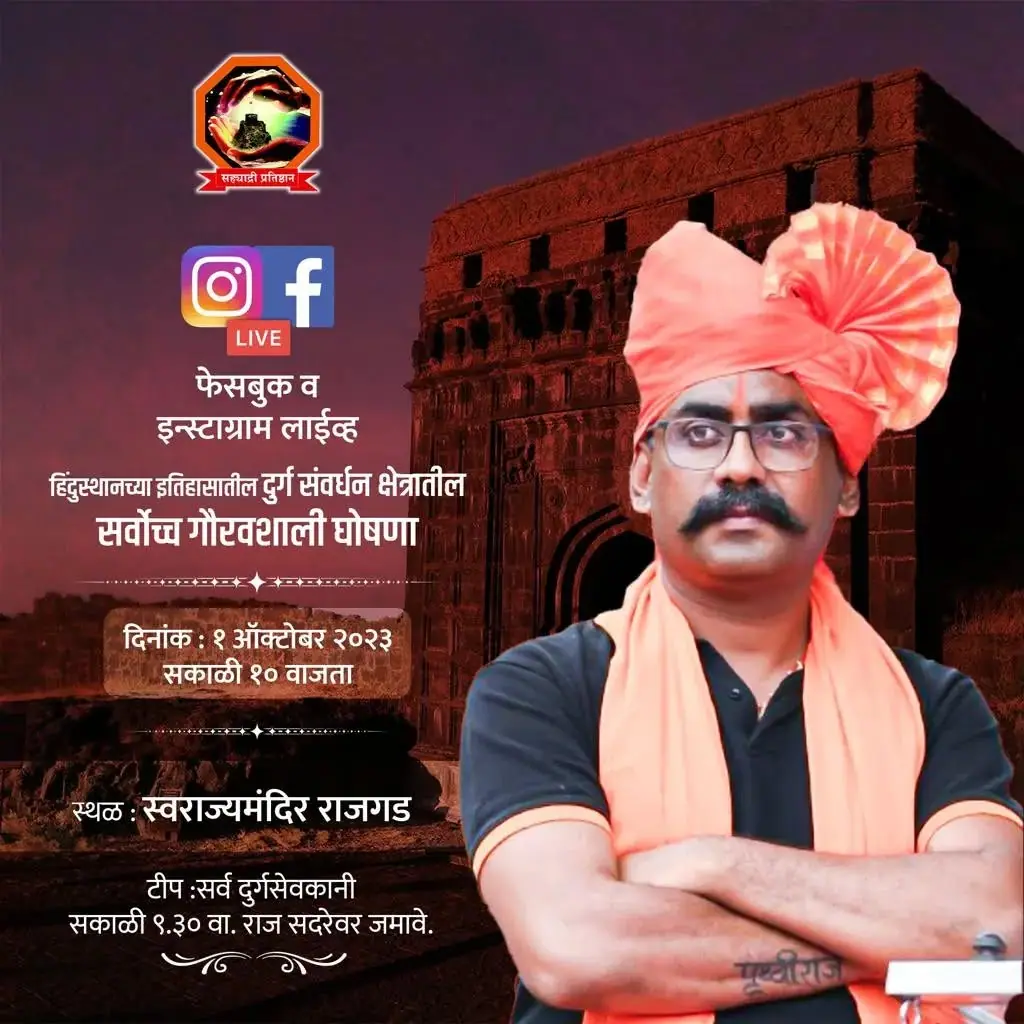 सह्याद्री प्रतिष्ठान
LIVE
फेसबुक व
इन्स्टाग्राम लाईव्ह
हिंदुस्थानच्या इतिहासातील दुर्ग संवर्धन क्षेत्रातील
सर्वोच्च गौरवशाली घोषणा
दिनांक : १ ऑक्टोबर २०२३
सकाळी १० वाजता
स्थळ : स्वराज्यमंदिर राजगड
टीप :सर्व दुर्गसेवकानी
सकाळी ९.३० वा. राज सदरेवर जमावे.
पृथ्वीराज